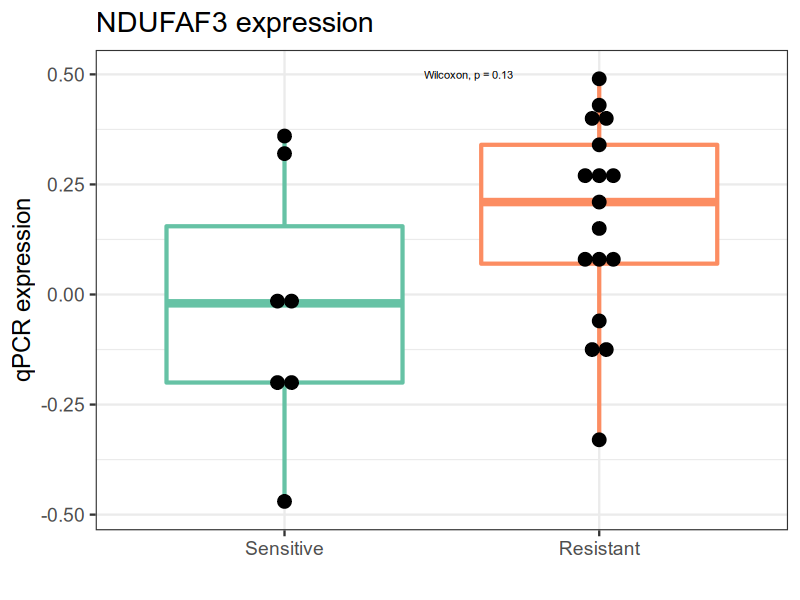 NDUFAF3 expression
Wilcoxon, p = 0.13
0.50
0.25
0.00
-0.25
-0.50
qPCR expression
Sensitive
Resistant